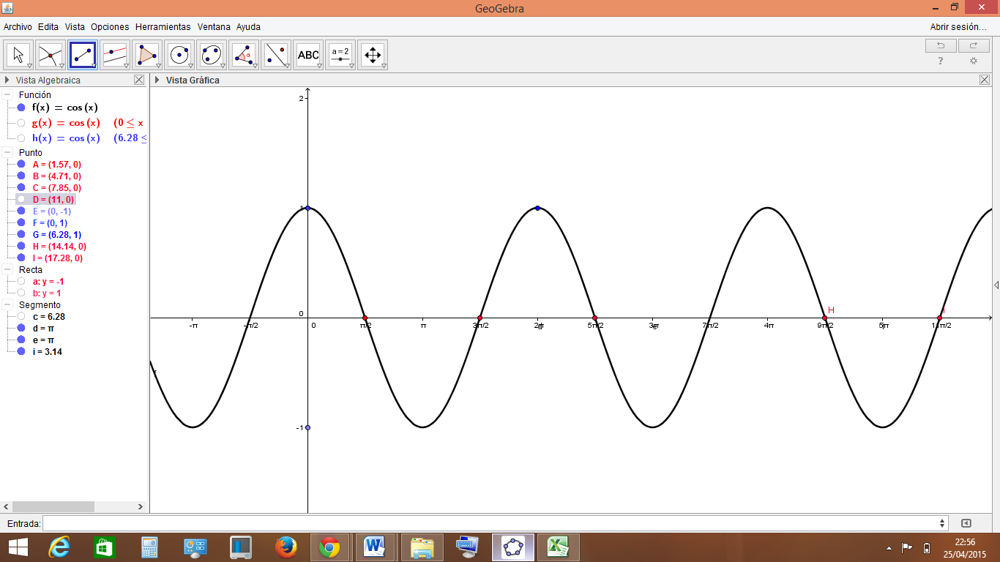 GeoGebra
Archivo Edita Vista Opciones Herramientas Ventana Ayuda
Abrir sesión...
α
ABC
a = 2
?
Vista Algebraica
Vista Gráfica
Función
f(x) = cos (x)
g(x) = cos (x) (0 ≤ x
h(x) = cos (x) (6.28 ≤
Punto
A = (1.57, 0)
B = (4.71, 0)
C = (7.85, 0)
D = (11, 0)
E = (0, -1)
F = (0, 1)
G = (6.28, 1)
H = (14.14, 0)
I = (17.28, 0)
Recta
a: y = -1
b: y = 1
Segmento
c = 6.28
d = π
e = π
i = 3.14
2
1
0
-1
H
-π -π/2 0 π/2 π 3π/2 2π 5π/2 3π 7π/2 4π 9π/2 5π 11π/2
Entrada:
22:56
25/04/2015